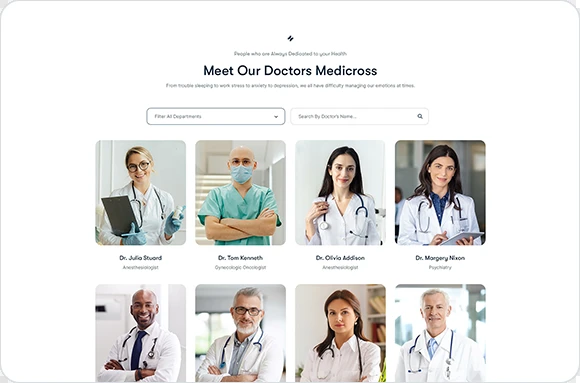 People who are Always Dedicated to your Health
Meet Our Doctors Medicross
From trouble sleeping to work stress to anxiety to depression, we all have difficulty managing our emotions at times.
Filter All Departments
Search By Doctor's Name...
Dr. Julia Stuard
Dr. Tom Kenneth
Dr. Olivia Addison
Dr. Margery Nixon
Anesthesiologist
Gynecologic Oncologist
Anesthesiologist
Psychiatry